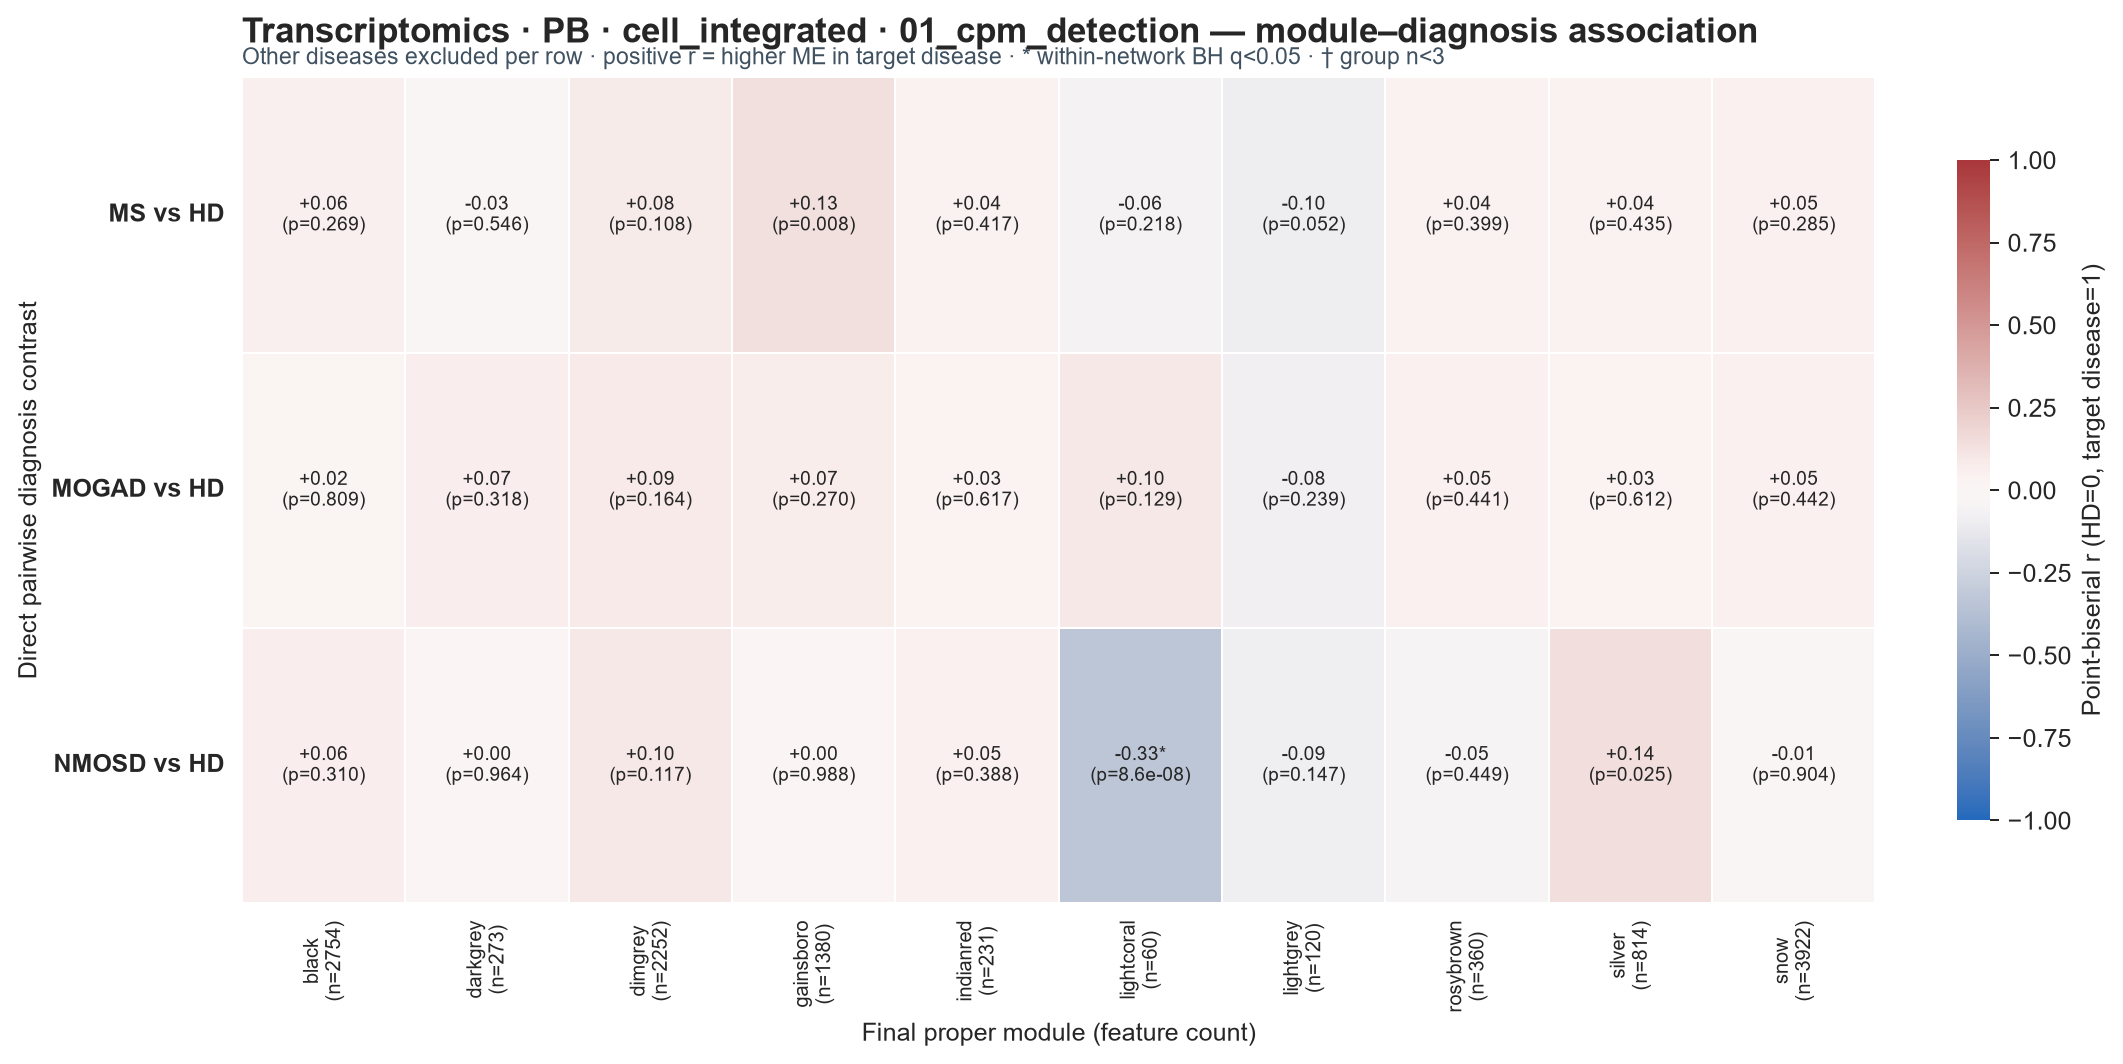 Transcriptomics · PB · cell_integrated · 01_cpm_detection — module–diagnosis association
Other diseases excluded per row · positive r = higher ME in target disease · * within-network BH q<0.05 · † group n<3
Direct pairwise diagnosis contrast
MS vs HD
+0.06
(p=0.269)
-0.03
(p=0.546)
+0.08
(p=0.108)
+0.13
(p=0.008)
+0.04
(p=0.417)
-0.06
(p=0.218)
-0.10
(p=0.052)
+0.04
(p=0.399)
+0.04
(p=0.435)
+0.05
(p=0.285)
MOGAD vs HD
+0.02
(p=0.809)
+0.07
(p=0.318)
+0.09
(p=0.164)
+0.07
(p=0.270)
+0.03
(p=0.617)
+0.10
(p=0.129)
-0.08
(p=0.239)
+0.05
(p=0.441)
+0.03
(p=0.612)
+0.05
(p=0.442)
NMOSD vs HD
+0.06
(p=0.310)
+0.00
(p=0.964)
+0.10
(p=0.117)
+0.00
(p=0.988)
+0.05
(p=0.388)
-0.33*
(p=8.6e-08)
-0.09
(p=0.147)
-0.05
(p=0.449)
+0.14
(p=0.025)
-0.01
(p=0.904)
black
(n=2754)
darkgrey
(n=273)
dimgrey
(n=2252)
gainsboro
(n=1380)
indianred
(n=231)
lightcoral
(n=60)
lightgrey
(n=120)
rosybrown
(n=360)
silver
(n=814)
snow
(n=3922)
Final proper module (feature count)
1.00
0.75
0.50
0.25
0.00
−0.25
−0.50
−0.75
−1.00
Point-biserial r (HD=0, target disease=1)